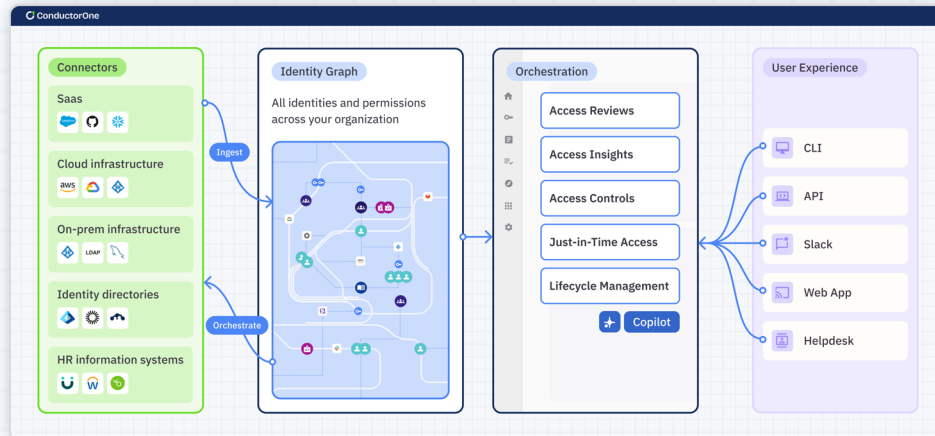 ConductorOne
Connectors
Saas
Cloud infrastructure
aws
On-prem infrastructure
LDAP
Identity directories
HR information systems
Ingest
Orchestrate
Identity Graph
All identities and permissions
across your organization
Orchestration
Access Reviews
Access Insights
Access Controls
Just-in-Time Access
Lifecycle Management
Copilot
User Experience
CLI
API
Slack
Web App
Helpdesk